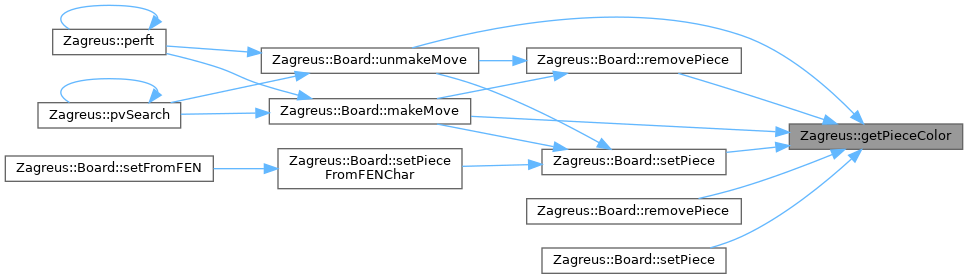 Zagreus::perft
Zagreus::Board::unmakeMove
Zagreus::Board::removePiece
Zagreus::pvSearch
Zagreus::Board::makeMove
Zagreus::getPieceColor
Zagreus::Board::setFromFEN
Zagreus::Board::setPiece
FromFENChar
Zagreus::Board::setPiece
Zagreus::Board::removePiece
Zagreus::Board::setPiece